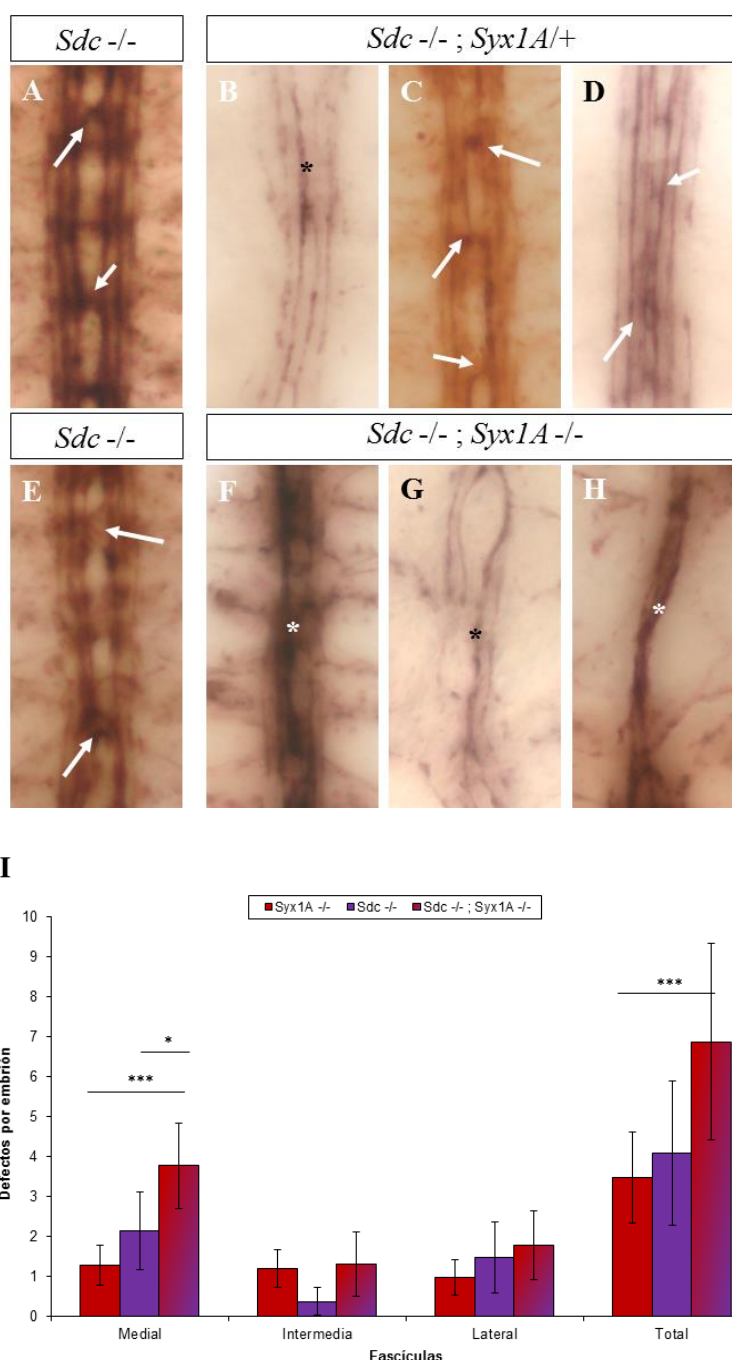 Sdc -/-
Sdc -/- ; Syx1A/+
A
B
C
D
*
Sdc -/-
Sdc -/- ; Syx1A -/-
E
F
G
H
*
*
*
I
Syx1A -/-
Sdc -/-
Sdc -/- ; Syx1A -/-
10
9
8
7
6
5
4
3
2
1
0
***
*
***
Defectos por embrión
Medial
Intermedia
Lateral
Total
Fascículas